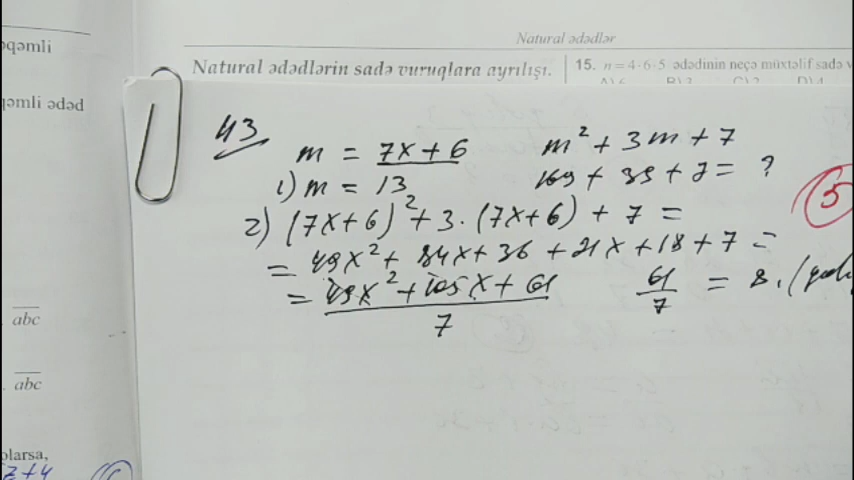 Natural ədədlər
əqəmli
Natural ədədlərin sadə vuruqlara ayrılışı.
15. n = 4·6·5 ədədinin neçə müxtəlif sadə v
qəmli ədəd
43
m = 7x + 6
m² + 3m + 7
1) m = 13
169 + 39 + 7 = ?
5
2) (7x+6)² + 3·(7x+6) + 7 =
= 49x² + 84x + 36 + 21x + 18 + 7 =
= 49x² + 105x + 61
7
61/7 = 8,
abc
abc
olarsa,